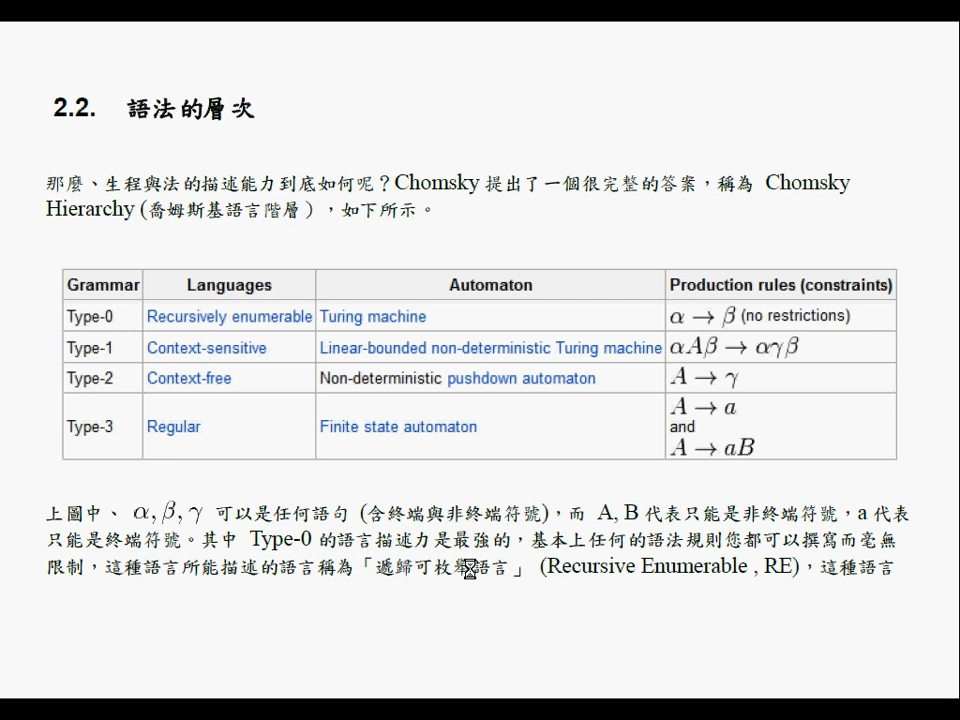 2.2. 語法的層次
那麼、生程與法的描述能力到底如何呢？Chomsky 提出了一個很完整的答案，稱為 Chomsky
Hierarchy (喬姆斯基語言階層)，如下所示。
Grammar Languages Automaton Production rules (constraints)
Type-0 Recursively enumerable Turing machine α → β (no restrictions)
Type-1 Context-sensitive Linear-bounded non-deterministic Turing machine αAβ → αγβ
Type-2 Context-free Non-deterministic pushdown automaton A → γ
Type-3 Regular Finite state automaton A → a
and
A → aB
上圖中、 α, β, γ 可以是任何語句 (含終端與非終端符號)，而 A, B 代表只能是非終端符號，a 代表
只能是終端符號。其中 Type-0 的語言描述力是最強的，基本上任何的語法規則您都可以撰寫而毫無
限制，這種語言所能描述的語言稱為「遞歸可枚舉語言」 (Recursive Enumerable , RE)，這種語言